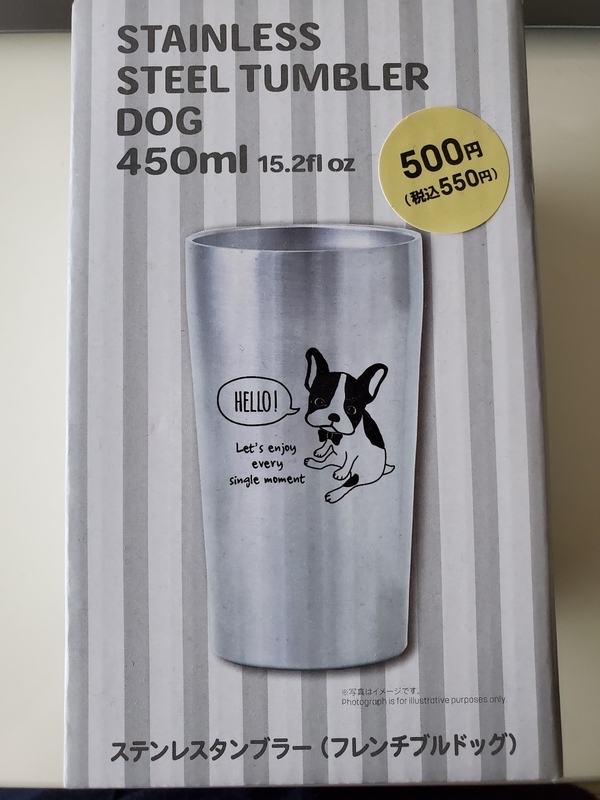 STAINLESS
STEEL TUMBLER
DOG
450ml 15.2fl oz
500円
(税込550円)
HELLO!
Let's enjoy
every
single moment
※写真はイメージです。
Photograph is for illustrative purposes only.
ステンレスタンブラー（フレンチブルドッグ）